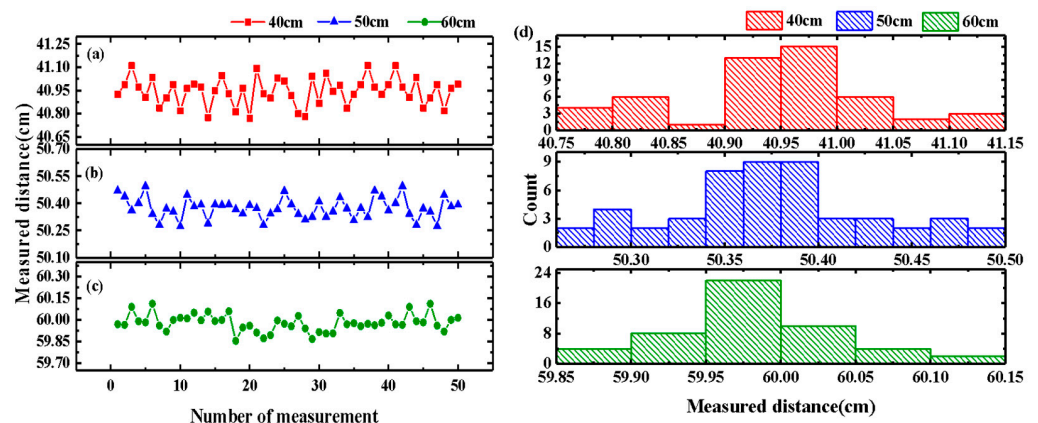 40cm 50cm 60cm
(a)
41.25
41.10
40.95
40.80
40.65
50.70
(b)
50.55
50.40
50.25
50.10
(c)
60.30
60.15
60.00
59.85
59.70
0 10 20 30 40 50
Measured distance(cm)
Number of measurement
(d)
40cm 50cm 60cm
15
12
9
6
3
0
40.75 40.80 40.85 40.90 40.95 41.00 41.05 41.10 41.15
9
6
3
0
50.30 50.35 50.40 50.45 50.50
24
16
8
0
59.85 59.90 59.95 60.00 60.05 60.10 60.15
Count
Measured distance(cm)